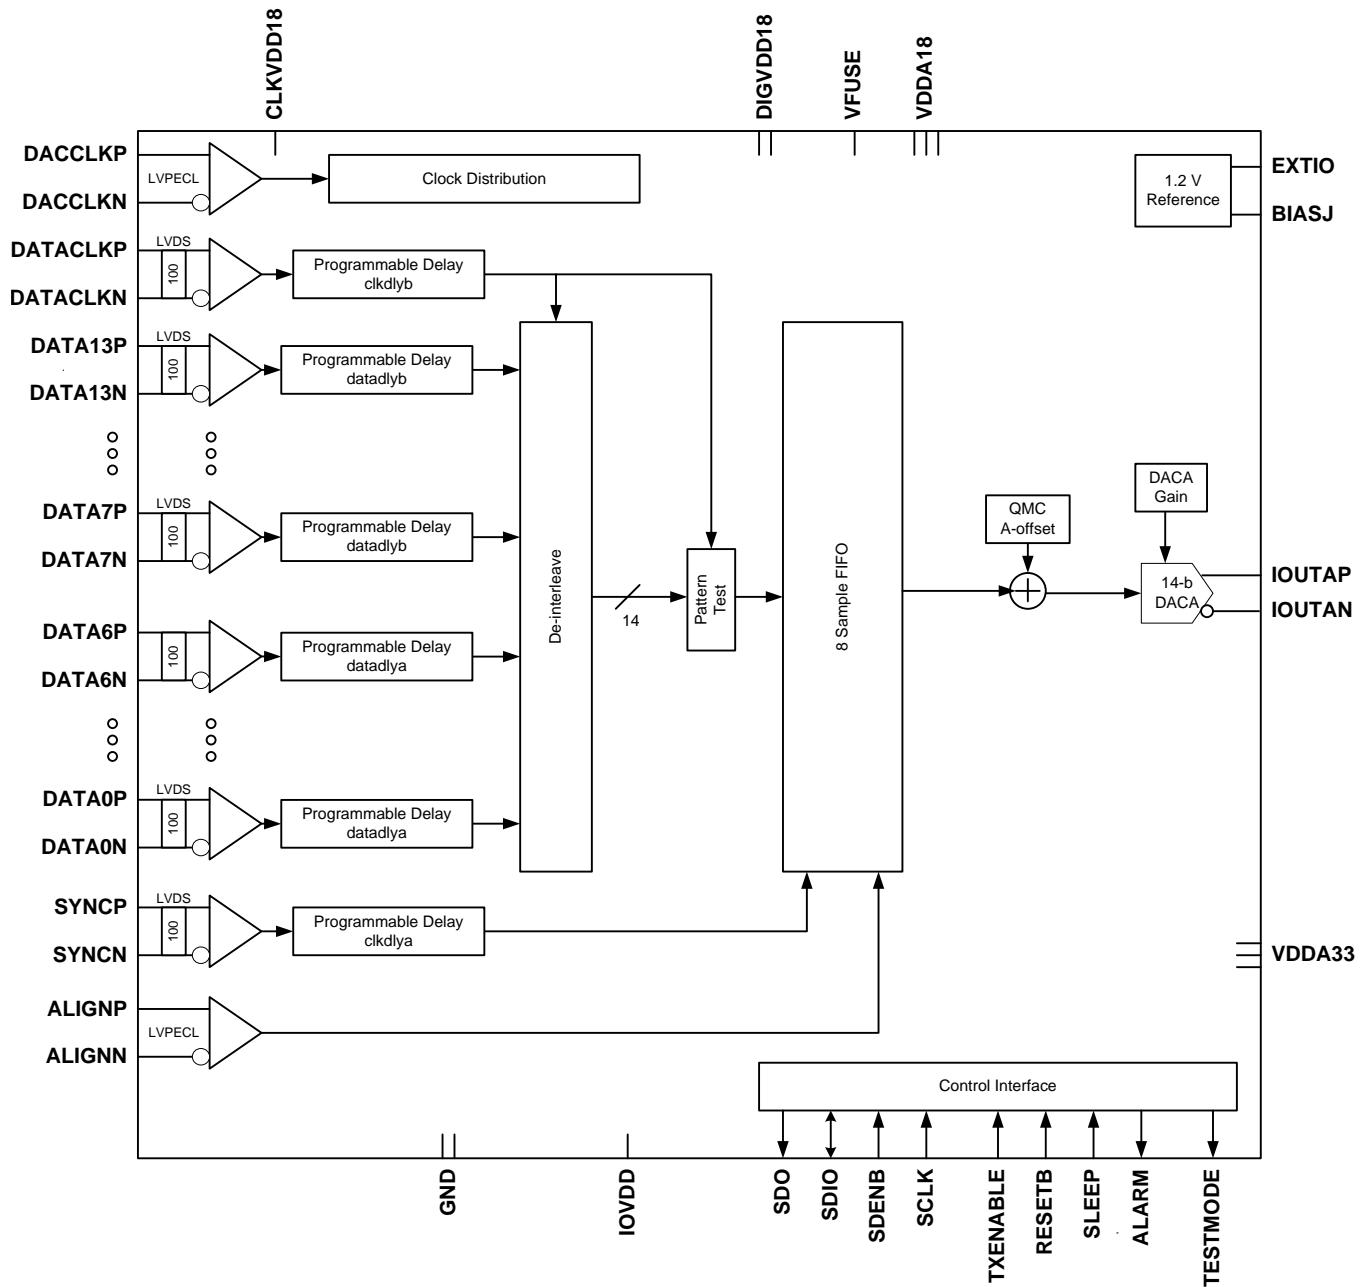 CLKVDD18
DIGVDD18
VFUSE
VDDA18
DACCLKP
LVPECL
DACCLKN
Clock Distribution
1.2 V
Reference
EXTIO
BIASJ
DATACLKP
LVDS
100
DATACLKN
Programmable Delay
clkdlyb
DATA13P
LVDS
100
DATA13N
Programmable Delay
datadlyb
DATA7P
LVDS
100
DATA7N
Programmable Delay
datadlyb
De-interleave
14
Pattern
Test
8 Sample FIFO
QMC
A-offset
DACA
Gain
14-b
DACA
IOUTAP
IOUTAN
DATA6P
LVDS
100
DATA6N
Programmable Delay
datadlya
DATA0P
LVDS
100
DATA0N
Programmable Delay
datadlya
SYNCP
LVDS
100
SYNCN
Programmable Delay
clkdlya
VDDA33
ALIGNP
LVPECL
ALIGNN
Control Interface
GND
IOVDD
SDO
SDIO
SDENB
SCLK
TXENABLE
RESETB
SLEEP
ALARM
TESTMODE